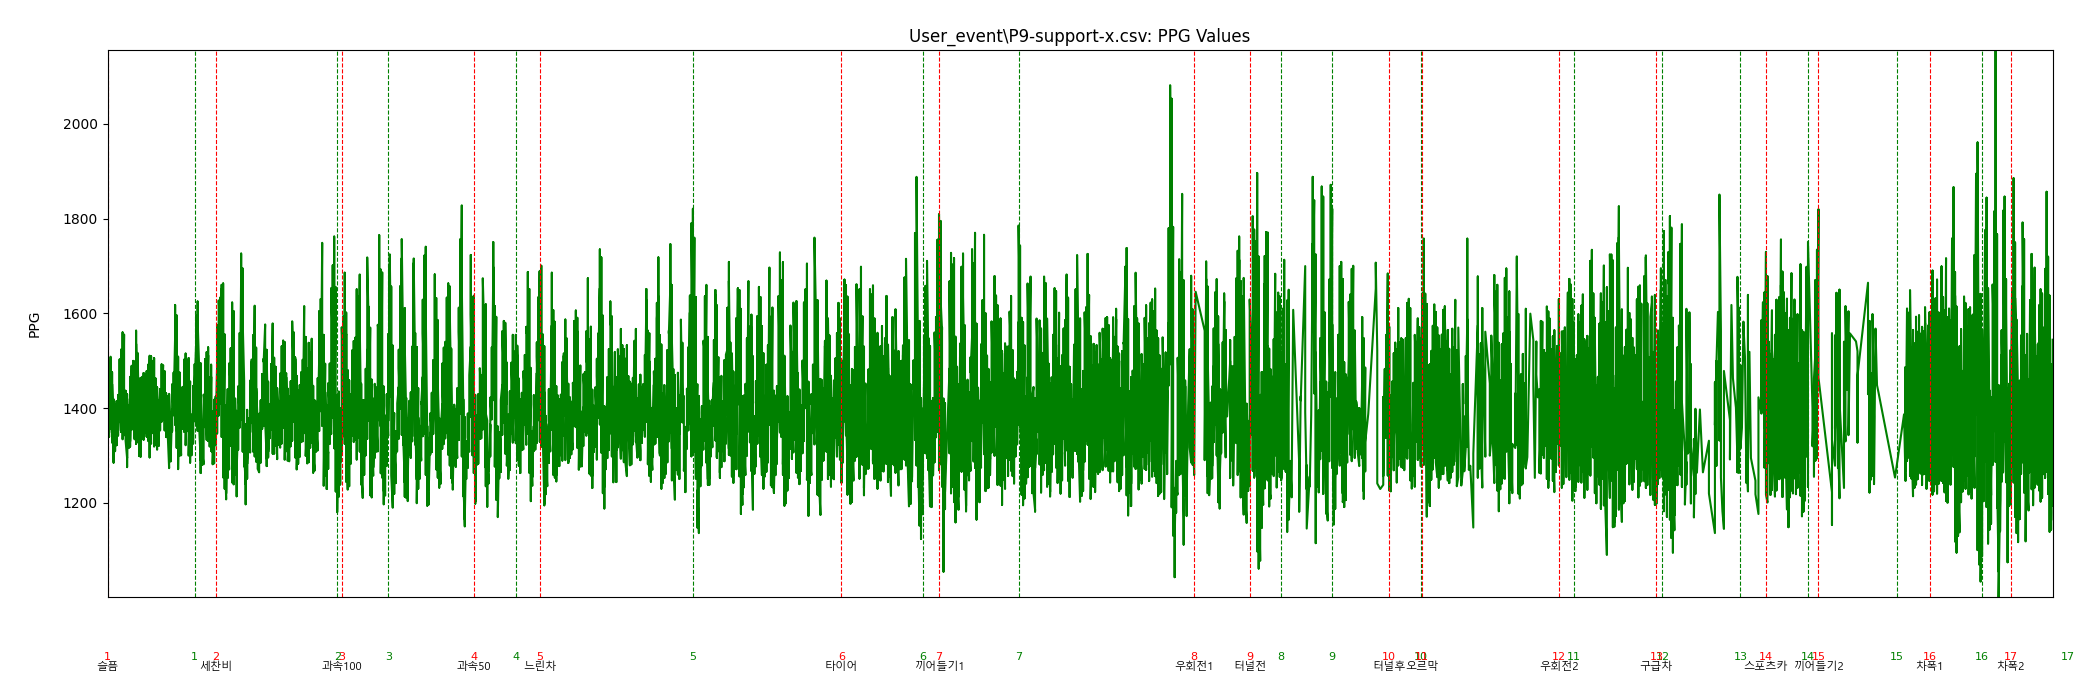 User_event\P9-support-x.csv: PPG Values
PPG
2000
1800
1600
1400
1200
1 1 2 2 3 3 4 4 5 5 6 6 7 7 8 9 8 9 10 10 11 12 11 13 12 13 14 14 15 15 16 16 17 17
슬픔 세찬비 과속100 과속50 느린차 타이어 끼어들기1 우회전1 터널전 터널후 오르막 우회전2 구급차 스포츠카 끼어들기2 차폭1 차폭2